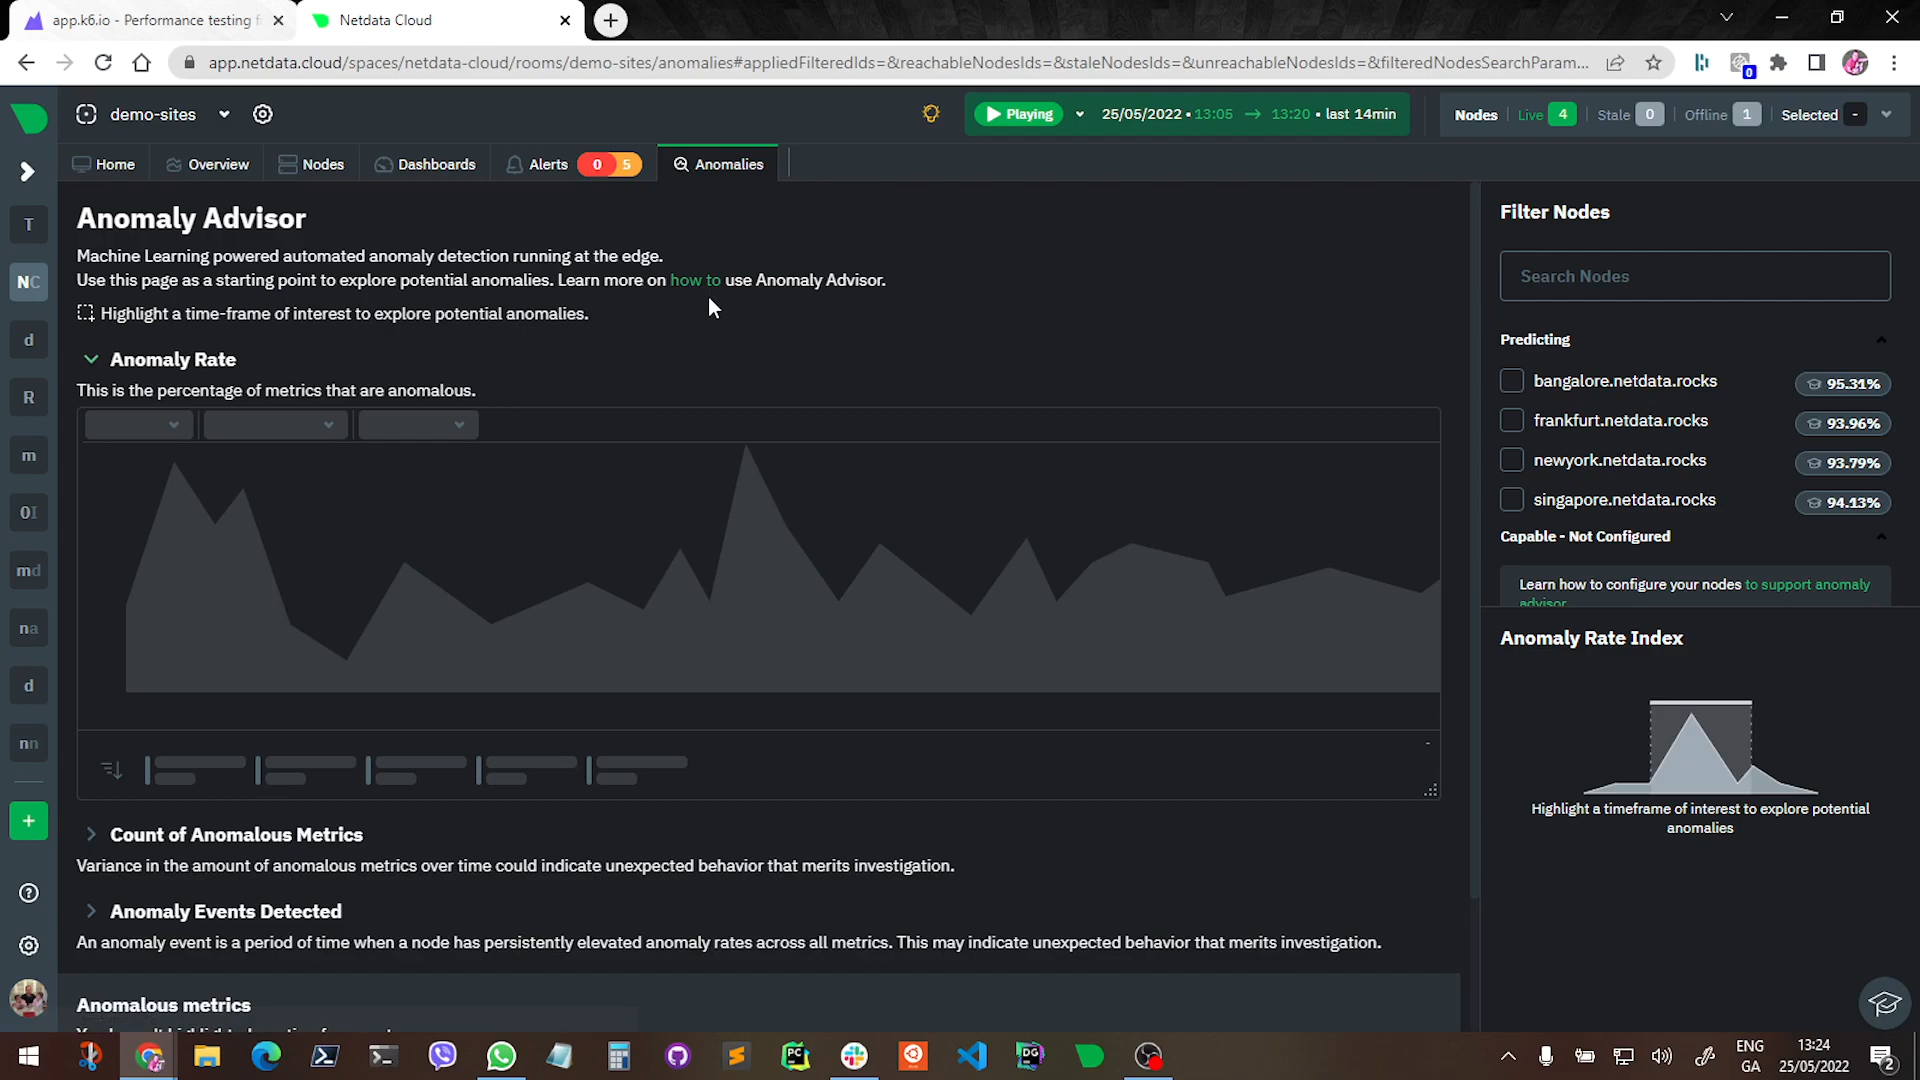 app.k6.io - Performance testing f
Netdata Cloud
app.netdata.cloud/spaces/netdata-cloud/rooms/demo-sites/anomalies#appliedFilteredIds=&reachableNodesIds=&staleNodesIds=&unreachableNodesIds=&filteredNodesSearchParam...
0
demo-sites
Playing
25/05/2022 • 13:05 → 13:20 • last 14min
Nodes
Live 4
Stale 0
Offline 1
Selected -
Home
Overview
Nodes
Dashboards
Alerts 0 5
Anomalies
T
NC
d
R
m
0I
md
na
d
nn
+
Anomaly Advisor
Machine Learning powered automated anomaly detection running at the edge.
Use this page as a starting point to explore potential anomalies. Learn more on how to use Anomaly Advisor.
Highlight a time-frame of interest to explore potential anomalies.
Anomaly Rate
This is the percentage of metrics that are anomalous.
-
Count of Anomalous Metrics
Variance in the amount of anomalous metrics over time could indicate unexpected behavior that merits investigation.
Anomaly Events Detected
An anomaly event is a period of time when a node has persistently elevated anomaly rates across all metrics. This may indicate unexpected behavior that merits investigation.
Anomalous metrics
Filter Nodes
Search Nodes
Predicting
bangalore.netdata.rocks 95.31%
frankfurt.netdata.rocks 93.96%
newyork.netdata.rocks 93.79%
singapore.netdata.rocks 94.13%
Capable - Not Configured
Learn how to configure your nodes to support anomaly
advisor
Anomaly Rate Index
Highlight a timeframe of interest to explore potential
anomalies
PC
DG
ENG
GA
13:24
25/05/2022
2